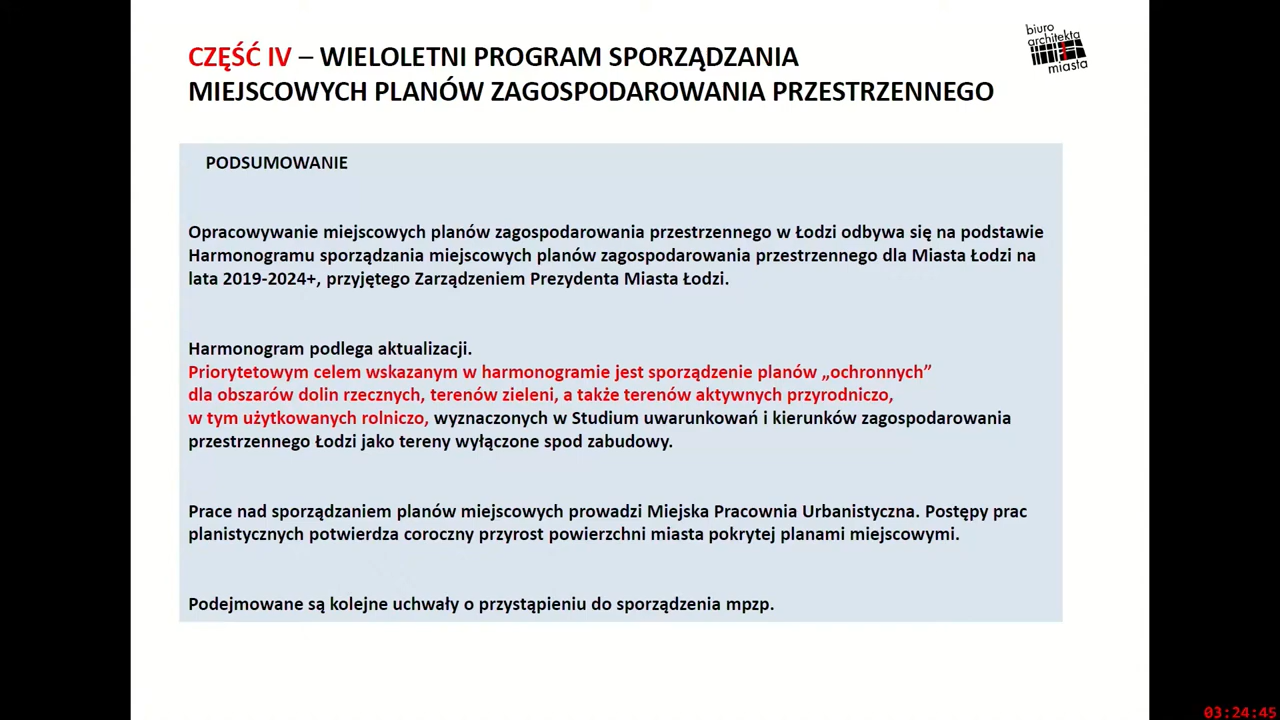 CZĘŚĆ IV – WIELOLETNI PROGRAM SPORZĄDZANIA
MIEJSCOWYCH PLANÓW ZAGOSPODAROWANIA PRZESTRZENNEGO
biuro
architekta
miasta
PODSUMOWANIE
Opracowywanie miejscowych planów zagospodarowania przestrzennego w Łodzi odbywa się na podstawie
Harmonogramu sporządzania miejscowych planów zagospodarowania przestrzennego dla Miasta Łodzi na
lata 2019-2024+, przyjętego Zarządzeniem Prezydenta Miasta Łodzi.
Harmonogram podlega aktualizacji.
Priorytetowym celem wskazanym w harmonogramie jest sporządzenie planów „ochronnych”
dla obszarów dolin rzecznych, terenów zieleni, a także terenów aktywnych przyrodniczo,
w tym użytkowanych rolniczo, wyznaczonych w Studium uwarunkowań i kierunków zagospodarowania
przestrzennego Łodzi jako tereny wyłączone spod zabudowy.
Prace nad sporządzaniem planów miejscowych prowadzi Miejska Pracownia Urbanistyczna. Postępy prac
planistycznych potwierdza coroczny przyrost powierzchni miasta pokrytej planami miejscowymi.
Podejmowane są kolejne uchwały o przystąpieniu do sporządzenia mpzp.
03:24:45